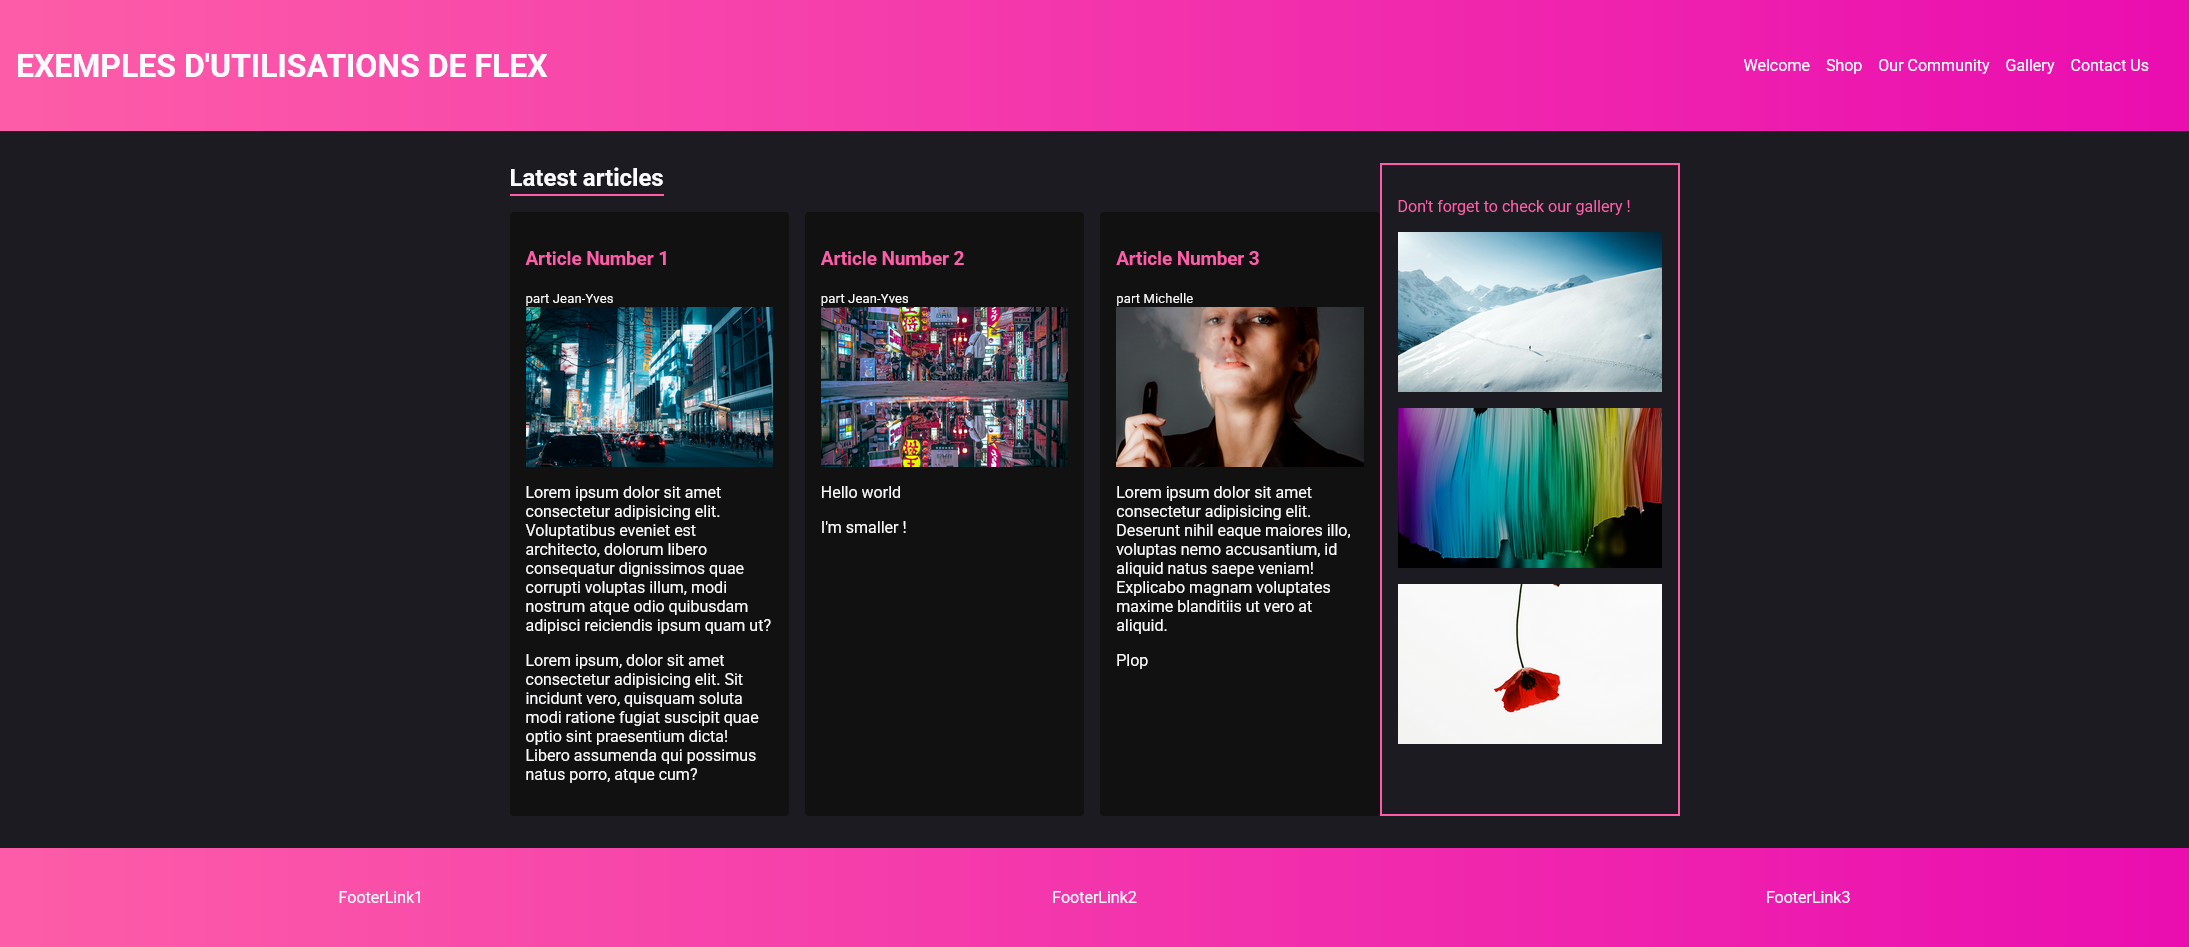 EXEMPLES D'UTILISATIONS DE FLEX
Welcome Shop Our Community Gallery Contact Us
Latest articles
Article Number 1
part Jean-Yves
Lorem ipsum dolor sit amet
consectetur adipisicing elit.
Voluptatibus eveniet est
architecto, dolorum libero
consequatur dignissimos quae
corrupti voluptas illum, modi
nostrum atque odio quibusdam
adipisci reiciendis ipsum quam ut?
Lorem ipsum, dolor sit amet
consectetur adipisicing elit. Sit
incidunt vero, quisquam soluta
modi ratione fugiat suscipit quae
optio sint praesentium dicta!
Libero assumenda qui possimus
natus porro, atque cum?
Article Number 2
part Jean-Yves
Hello world
I'm smaller !
Article Number 3
part Michelle
Lorem ipsum dolor sit amet
consectetur adipisicing elit.
Deserunt nihil eaque maiores illo,
voluptas nemo accusantium, id
aliquid natus saepe veniam!
Explicabo magnam voluptates
maxime blanditiis ut vero at
aliquid.
Plop
Don't forget to check our gallery !
FooterLink1
FooterLink2
FooterLink3